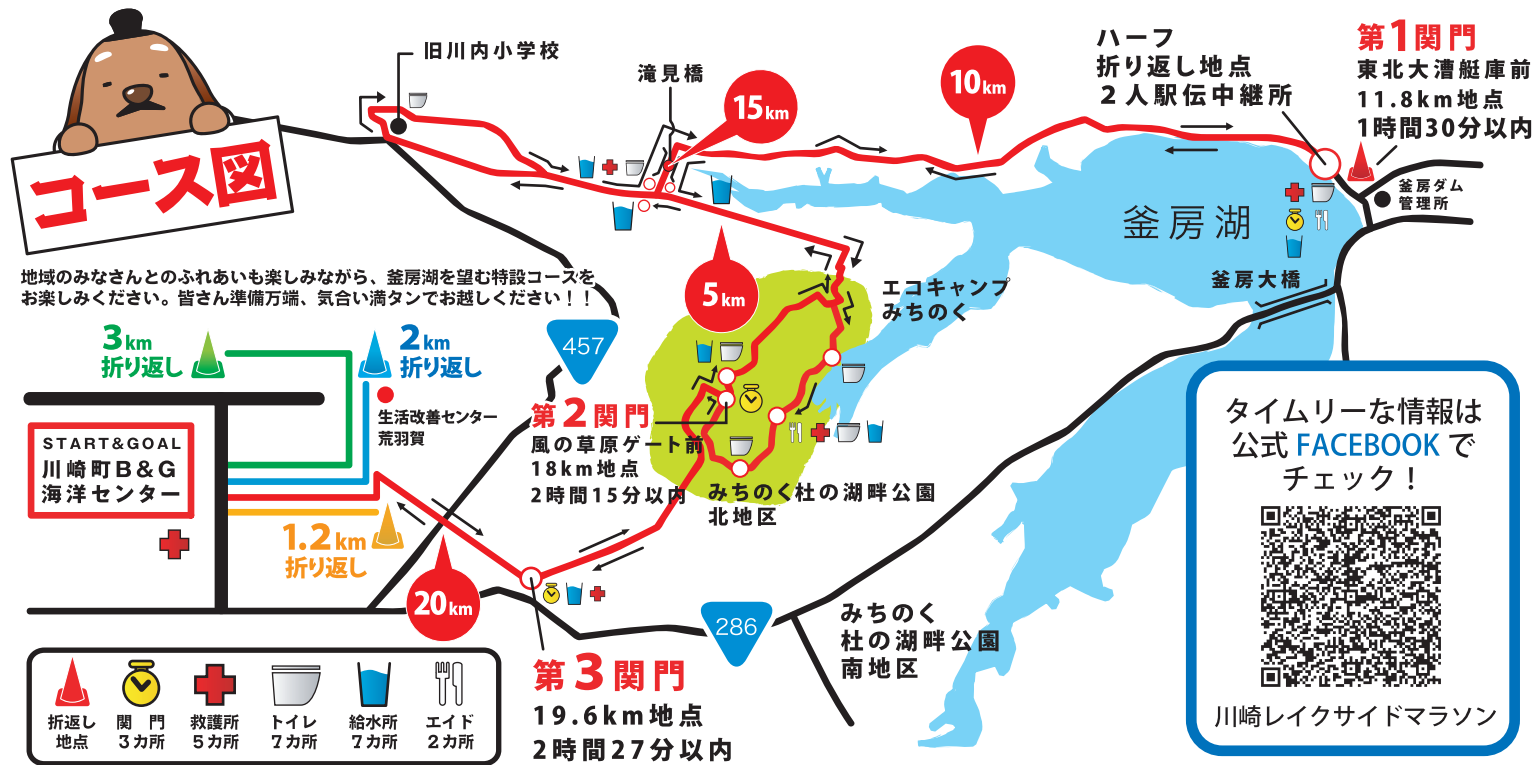 コース図
旧川内小学校
滝見橋
15km
10km
ハーフ
折り返し地点
2人駅伝中継所
第1関門
東北大漕艇庫前
11.8km地点
1時間30分以内
釜房ダム
管理所
釜房湖
釜房大橋
地域のみなさんとのふれあいも楽しみながら、釜房湖を望む特設コースを
お楽しみください。皆さん準備万端、気合い満タンでお越しください！！
5km
エコキャンプ
みちのく
457
3km
折り返し
2km
折り返し
生活改善センター
荒羽賀
START&GOAL
川崎町B&G
海洋センター
1.2km
折り返し
第2関門
風の草原ゲート前
18km地点
2時間15分以内
みちのく杜の湖畔公園
北地区
20km
286
みちのく
杜の湖畔公園
南地区
第3関門
19.6km地点
2時間27分以内
折返し
地点
関門
3カ所
救護所
5カ所
トイレ
7カ所
給水所
7カ所
エイド
2カ所
タイムリーな情報は
公式 FACEBOOK で
チェック！
川崎レイクサイドマラソン